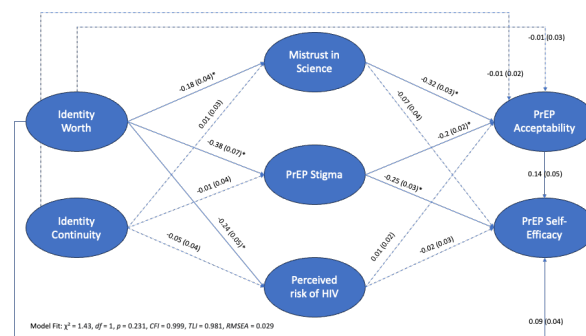 -0.01 (0.03)
Mistrust in
Science
-0.18 (0.04)*
-0.32 (0.03)*
-0.01 (0.02)
0.01 (0.03)
-0.07 (0.04)
Identity
Worth
PrEP
Acceptability
-0.38 (0.07)*
-0.2 (0.02)*
PrEP Stigma
-0.01 (0.04)
-0.25 (0.03)*
0.14 (0.05)
-0.24 (0.05)*
Identity
Continuity
PrEP Self-
Efficacy
-0.05 (0.04)
0.01 (0.02)
-0.02 (0.03)
Perceived
risk of HIV
0.09 (0.04)
Model Fit: χ² = 1.43, df = 1, p = 0.231, CFI = 0.999, TLI = 0.981, RMSEA = 0.029